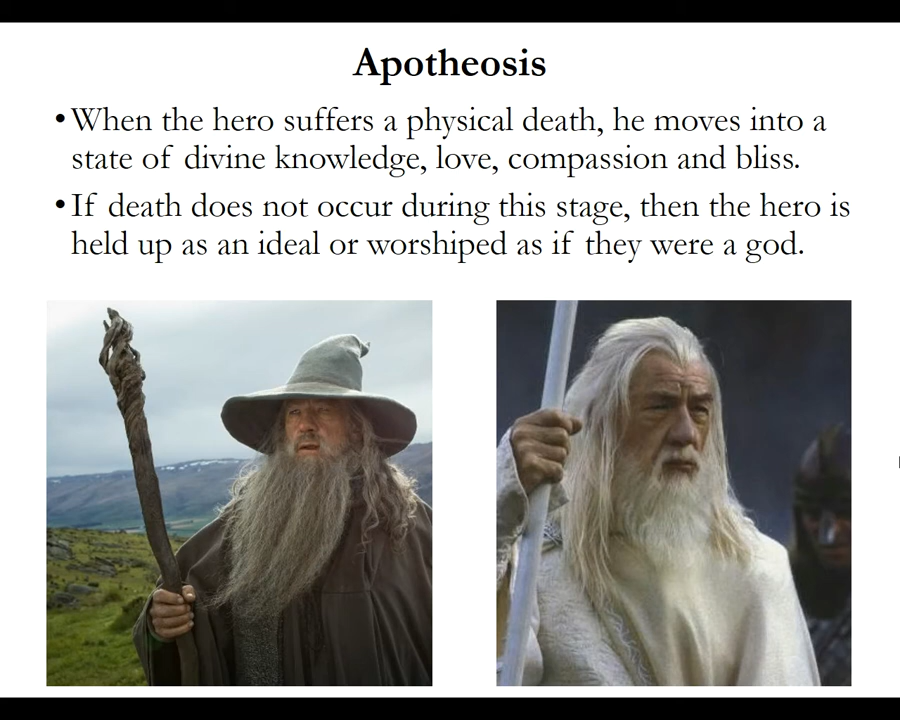 Apotheosis
•When the hero suffers a physical death, he moves into a
state of divine knowledge, love, compassion and bliss.
•If death does not occur during this stage, then the hero is
held up as an ideal or worshiped as if they were a god.